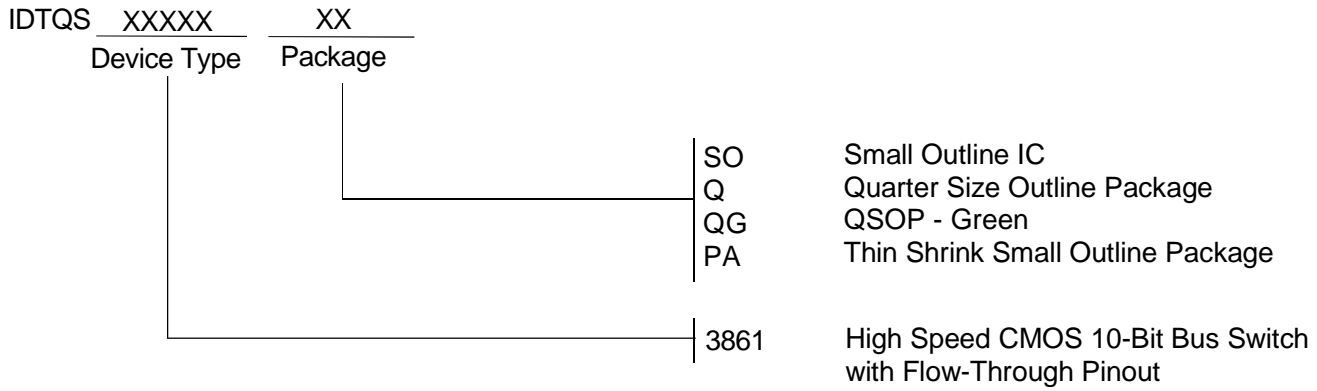 IDTQS XXXXX XX
Device Type Package
SO Small Outline IC
Q Quarter Size Outline Package
QG QSOP - Green
PA Thin Shrink Small Outline Package
3861 High Speed CMOS 10-Bit Bus Switch
with Flow-Through Pinout